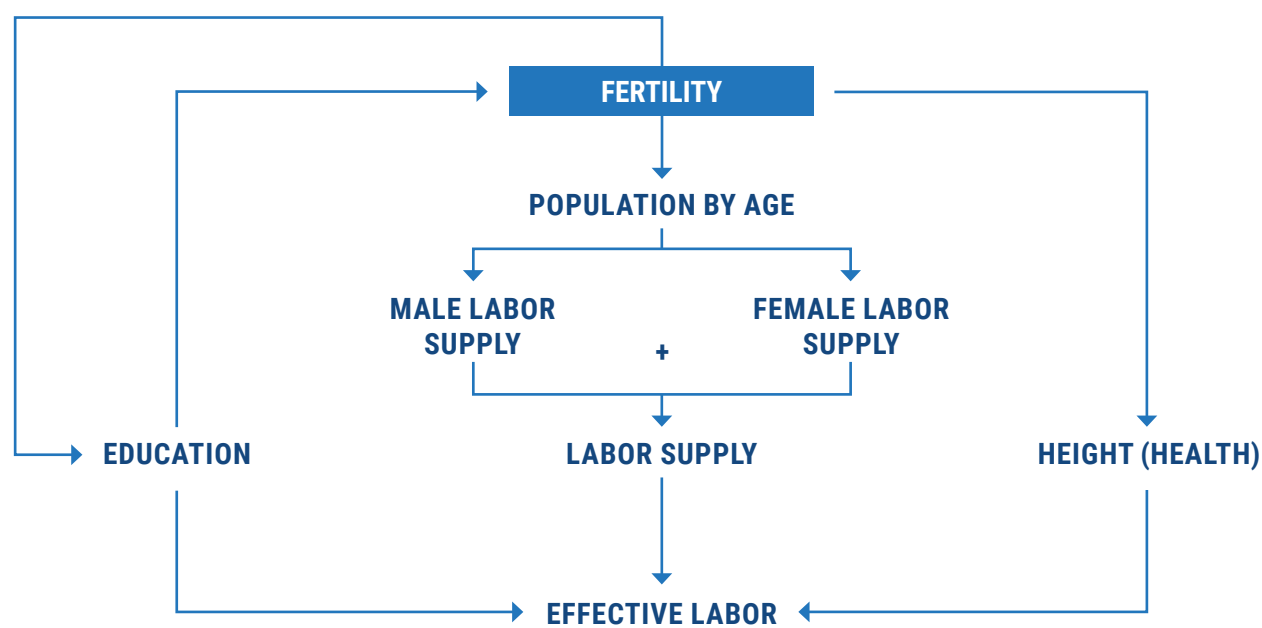 FERTILITY
POPULATION BY AGE
MALE LABOR
SUPPLY
+
FEMALE LABOR
SUPPLY
EDUCATION
LABOR SUPPLY
HEIGHT (HEALTH)
EFFECTIVE LABOR